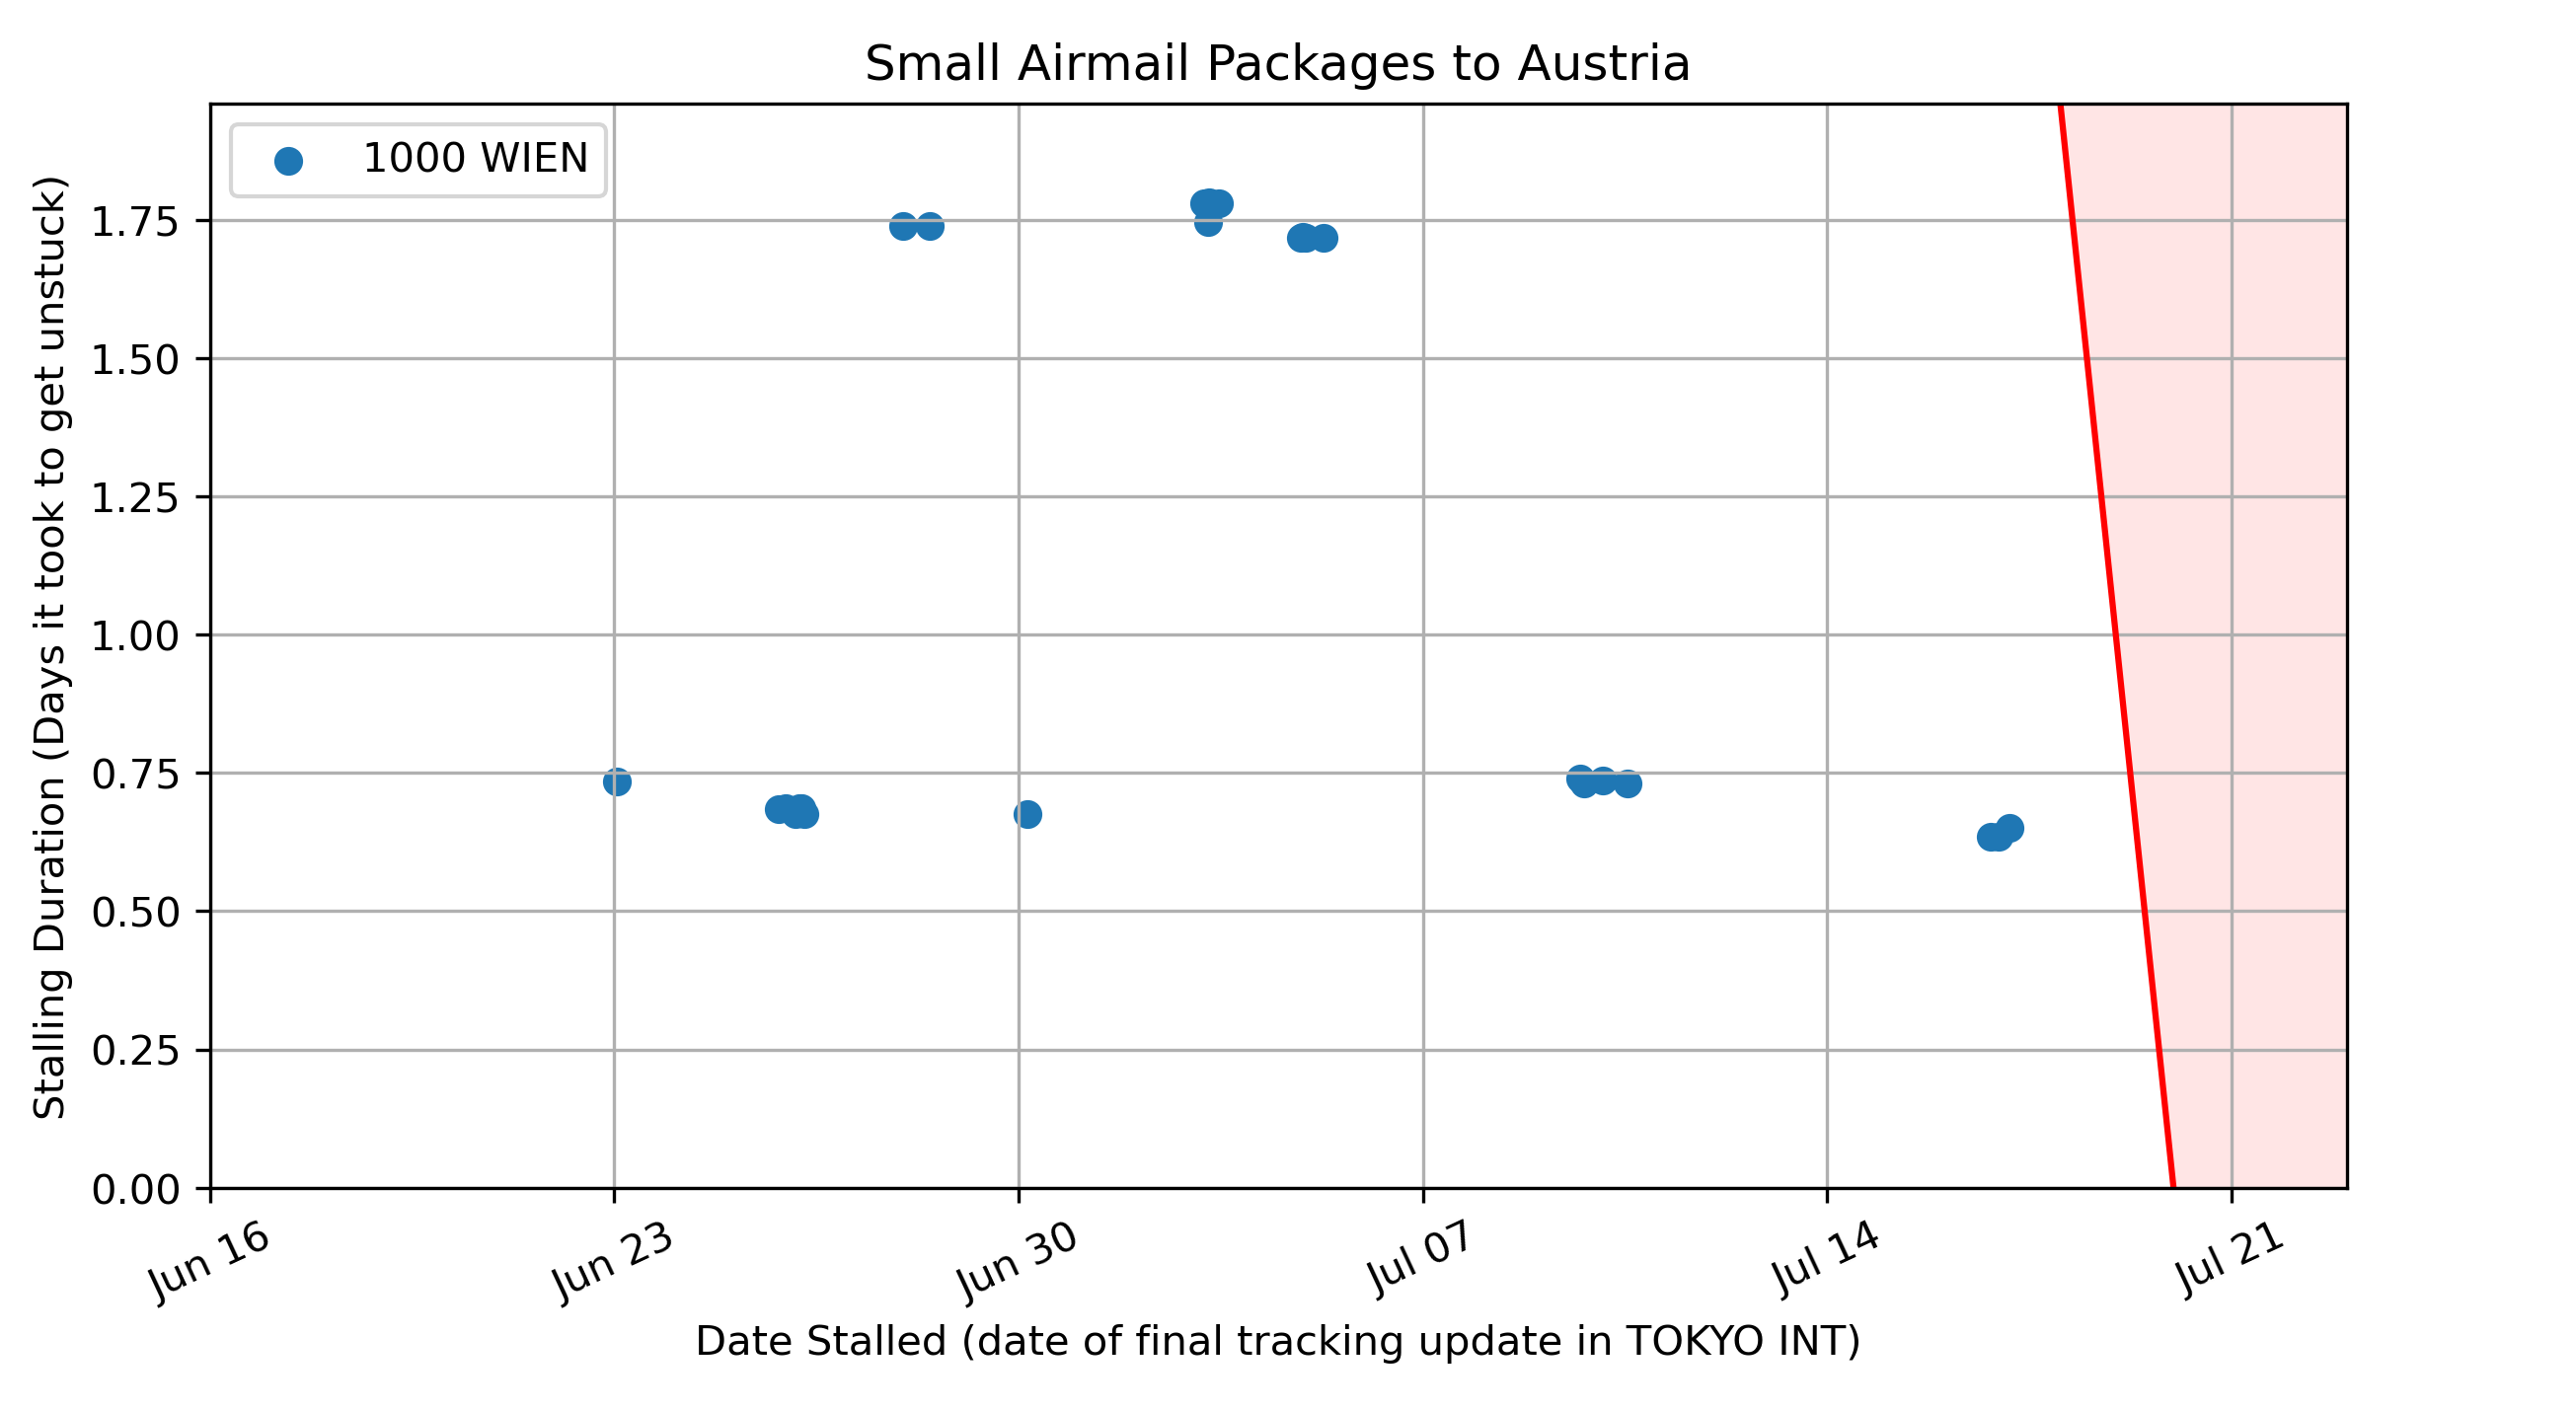 Small Airmail Packages to Austria
1000 WIEN
Stalling Duration (Days it took to get unstuck)
1.75
1.50
1.25
1.00
0.75
0.50
0.25
0.00
Jun 16
Jun 23
Jun 30
Jul 07
Jul 14
Jul 21
Date Stalled (date of final tracking update in TOKYO INT)